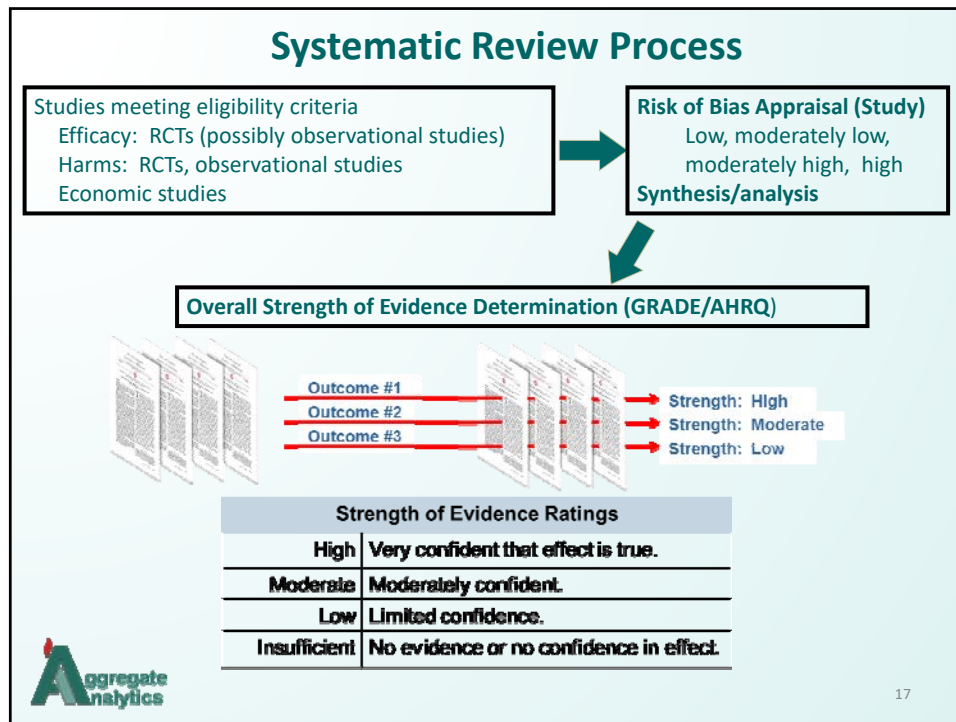 Systematic Review Process
Studies meeting eligibility criteria
Efficacy: RCTs (possibly observational studies)
Harms: RCTs, observational studies
Economic studies
Risk of Bias Appraisal (Study)
Low, moderately low,
moderately high, high
Synthesis/analysis
Overall Strength of Evidence Determination (GRADE/AHRQ)
Outcome #1
Outcome #2
Outcome #3
Strength: High
Strength: Moderate
Strength: Low
Strength of Evidence Ratings
High Very confident that effect is true.
Moderate Moderately confident.
Low Limited confidence.
Insufficient No evidence or no confidence in effect.
Aggregate
Analytics
17